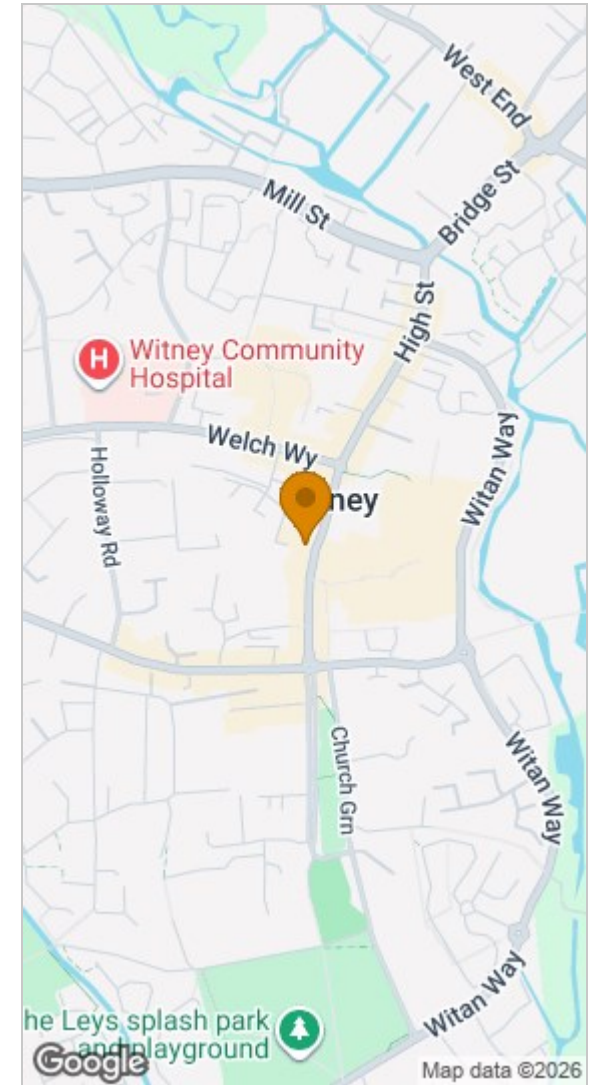 West End
Mill St
Bridge St
High St
H Witney Community
Hospital
Welch Wy
Witan Way
Holloway Rd
ney
Church Grn
Witan Way
Witan Way
he Leys splash park
and playground
Google
Map data ©2026